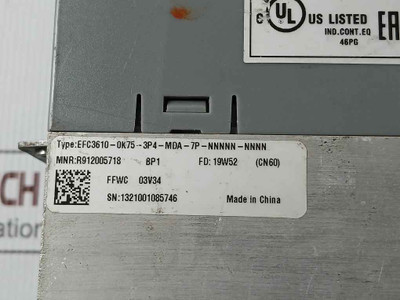 C UL US LISTED
IND.CONT.EQ
46PG
Type:EFC3610-0K75-3P4-MDA-7P-NNNNN-NNNN
MNR:R912005718 8P1 FD: 19W52 (CN60)
FFWC 03V34
SN:1321001085746 Made in China